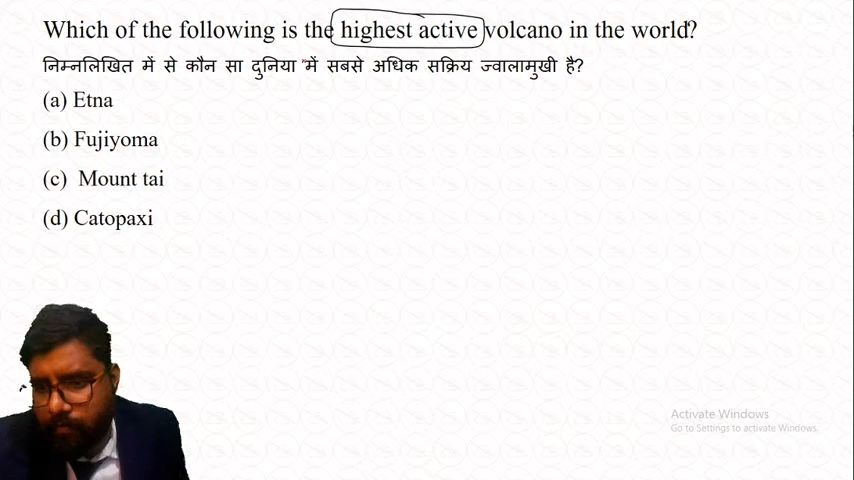 Which of the following is the highest active volcano in the world?
निम्नलिखित में से कौन सा दुनिया में सबसे अधिक सक्रिय ज्वालामुखी है?
(a) Etna
(b) Fujiyoma
(c) Mount tai
(d) Catopaxi
Activate Windows
Go to Settings to activate Windows.